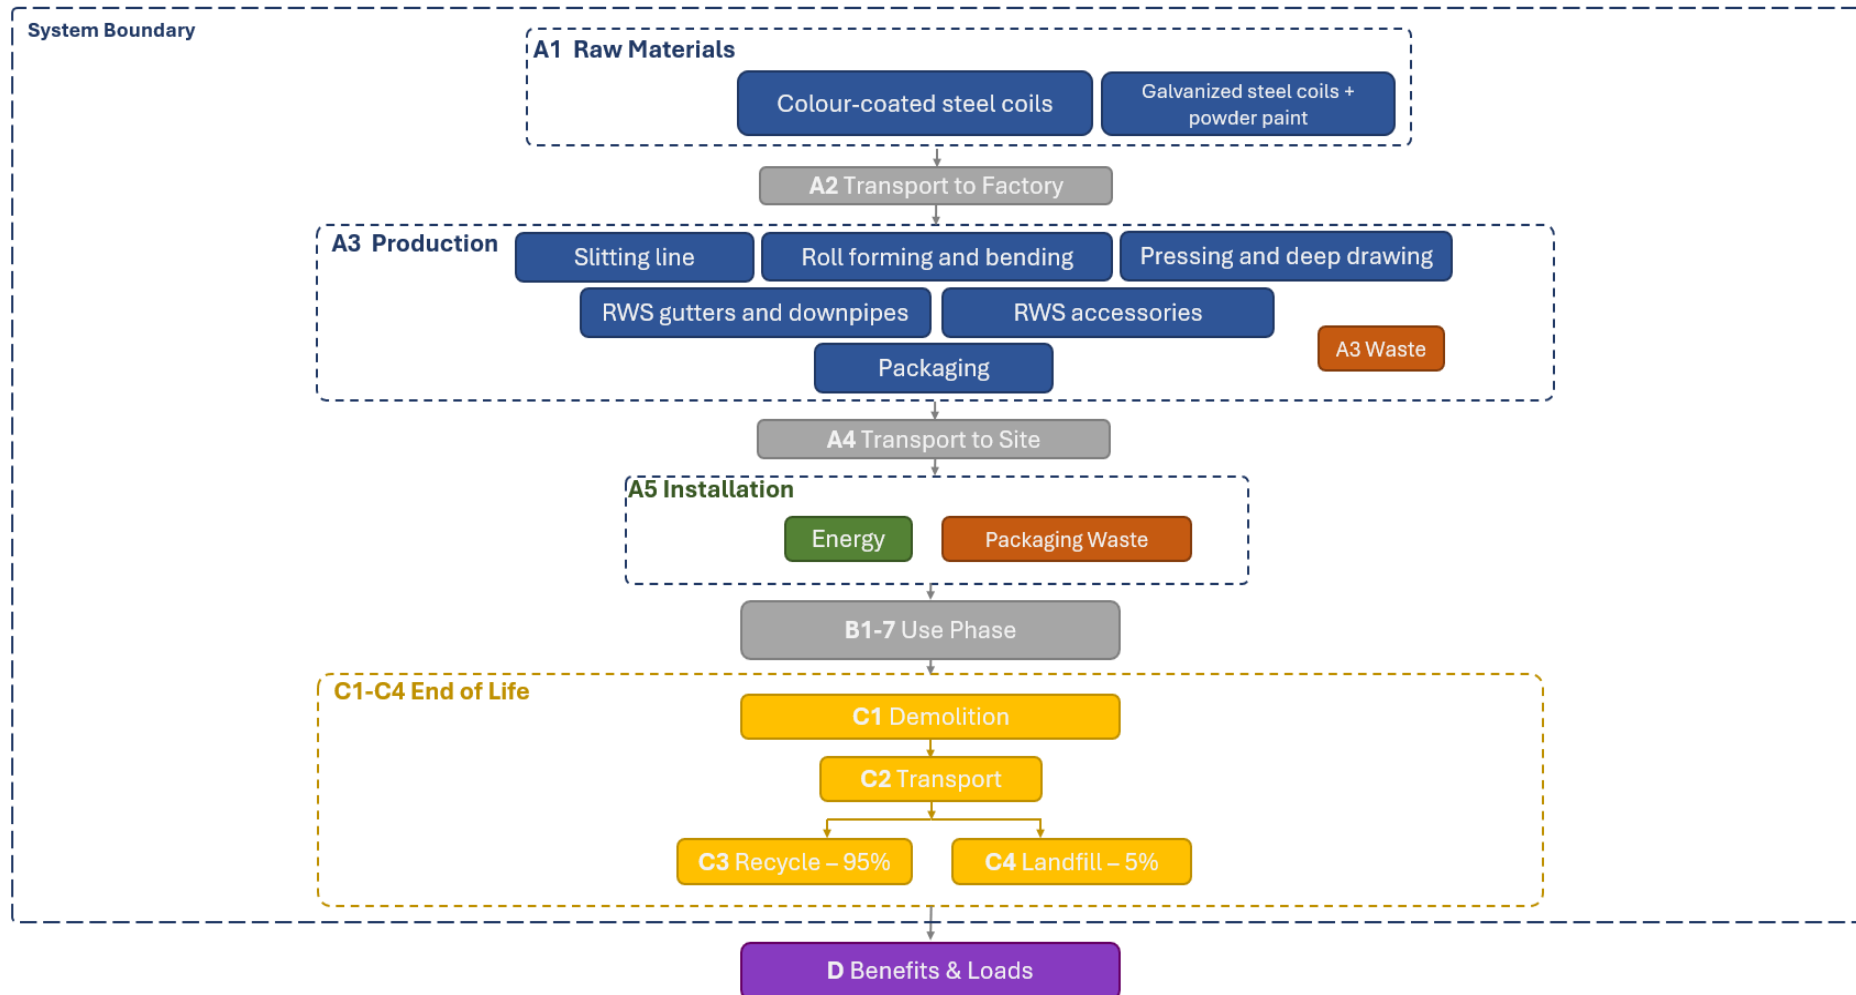 System Boundary
A1 Raw Materials
Colour-coated steel coils
Galvanized steel coils +
powder paint
A2 Transport to Factory
A3 Production
Slitting line
Roll forming and bending
Pressing and deep drawing
RWS gutters and downpipes
RWS accessories
A3 Waste
Packaging
A4 Transport to Site
A5 Installation
Energy
Packaging Waste
B1-7 Use Phase
C1-C4 End of Life
C1 Demolition
C2 Transport
C3 Recycle – 95%
C4 Landfill – 5%
D Benefits & Loads